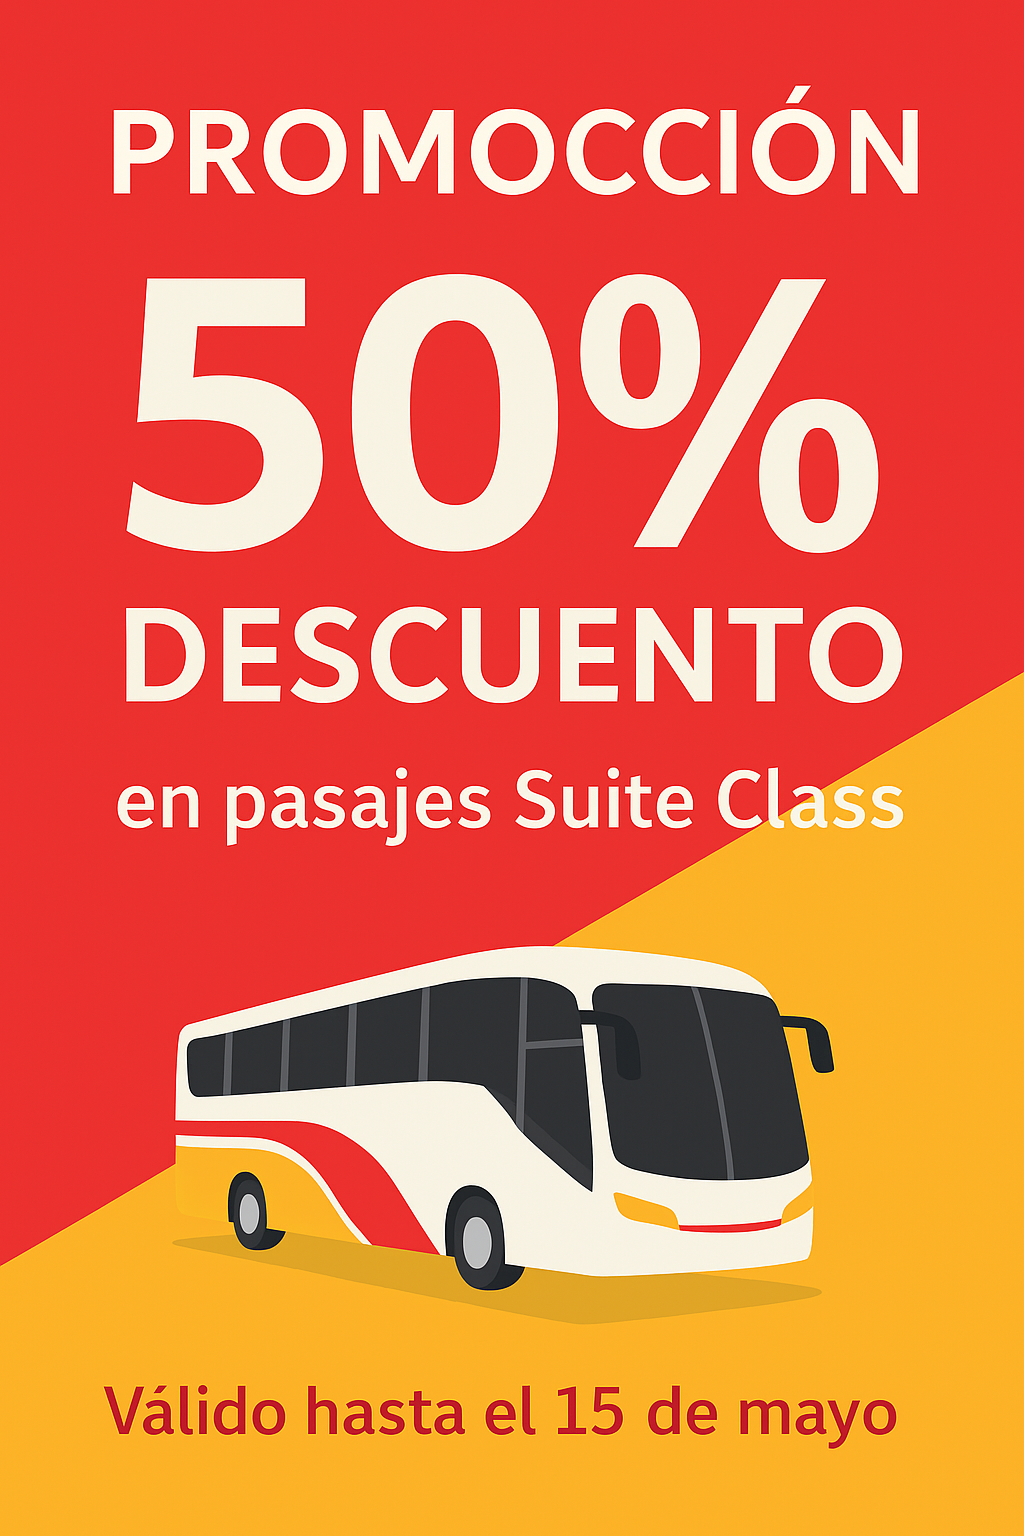 PROMOCCIÓN
50%
DESCUENTO
en pasajes Suite Class
Válido hasta el 15 de mayo